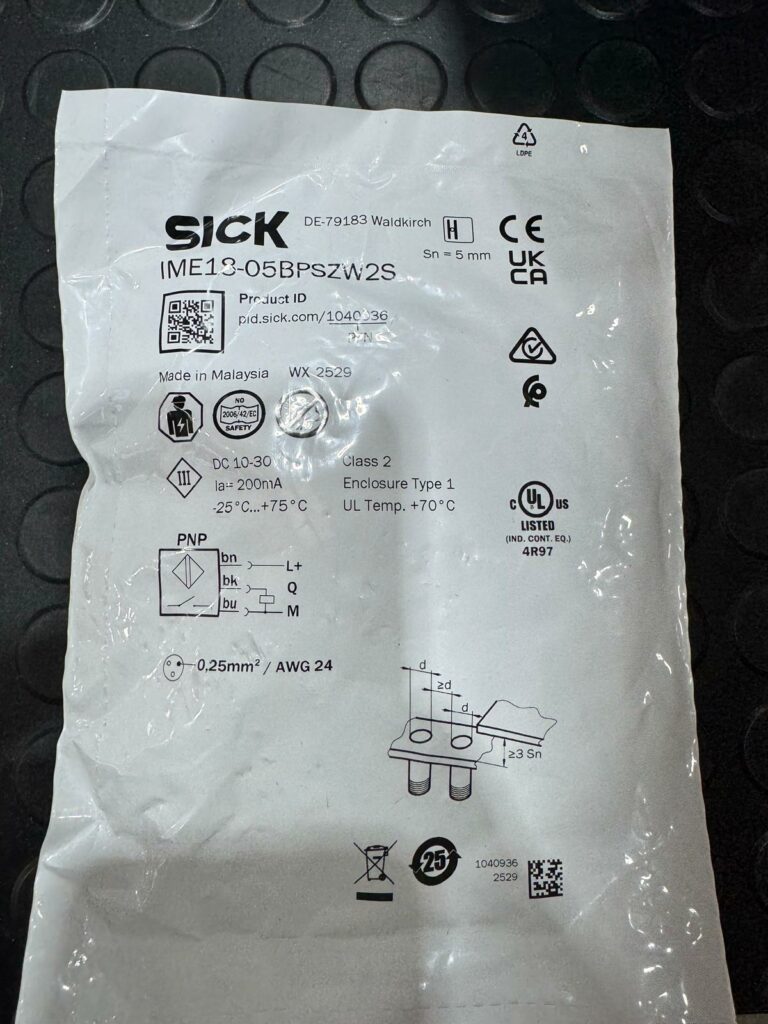 4
LDPE
SICK DE-79183 Waldkirch
Sn = 5 mm
CE
UK
CA
IME18-05BPSZW2S
Product ID
pid.sick.com/1040936
Made in Malaysia WX 2529
NO
2006/42/EC
SAFETY
III
DC 10-30
Ia= 200mA
-25°C...+75°C
Class 2
Enclosure Type 1
UL Temp. +70°C
c UL us
LISTED
(IND. CONT. EQ.)
4R97
PNP
bn L+
bk Q
bu M
0,25mm² / AWG 24
d
≥d
d
≥3 Sn
25
1040936
2529